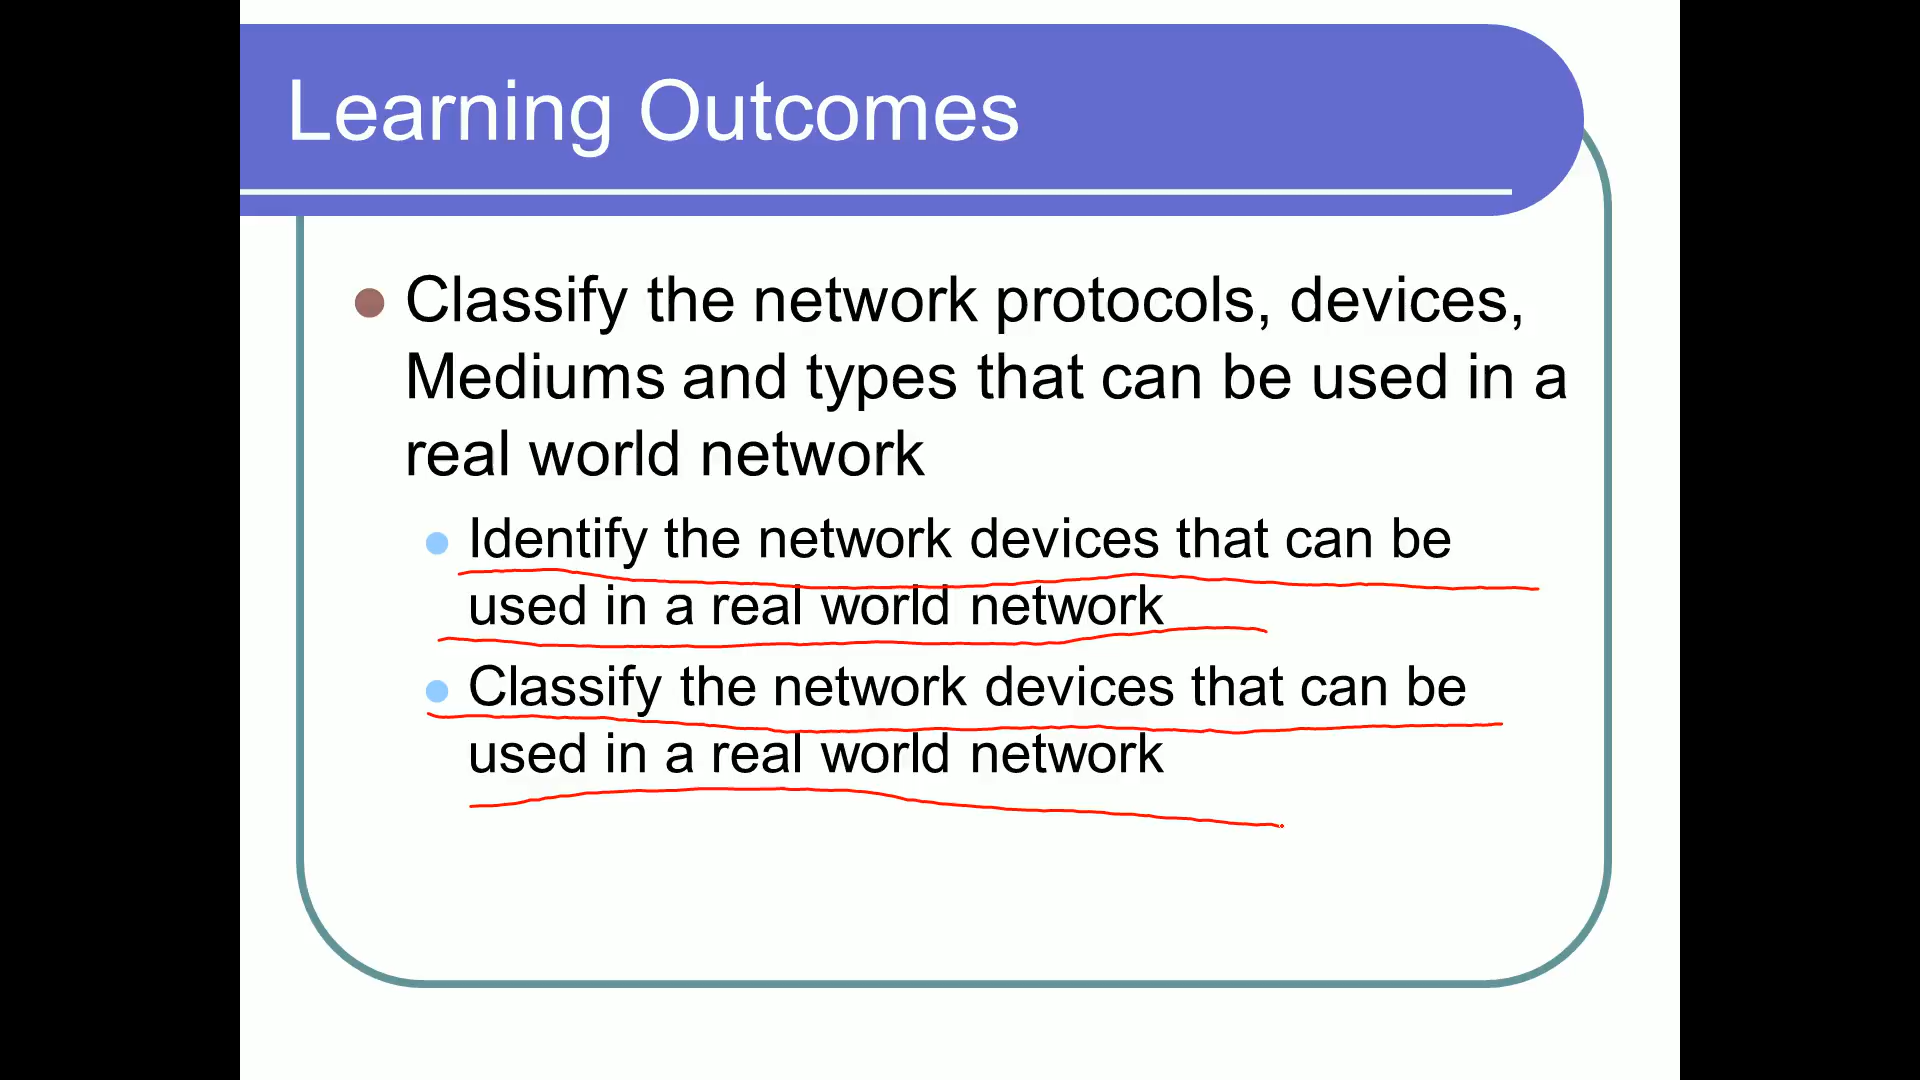 Learning Outcomes
Classify the network protocols, devices,
Mediums and types that can be used in a
real world network
Identify the network devices that can be
used in a real world network
Classify the network devices that can be
used in a real world network